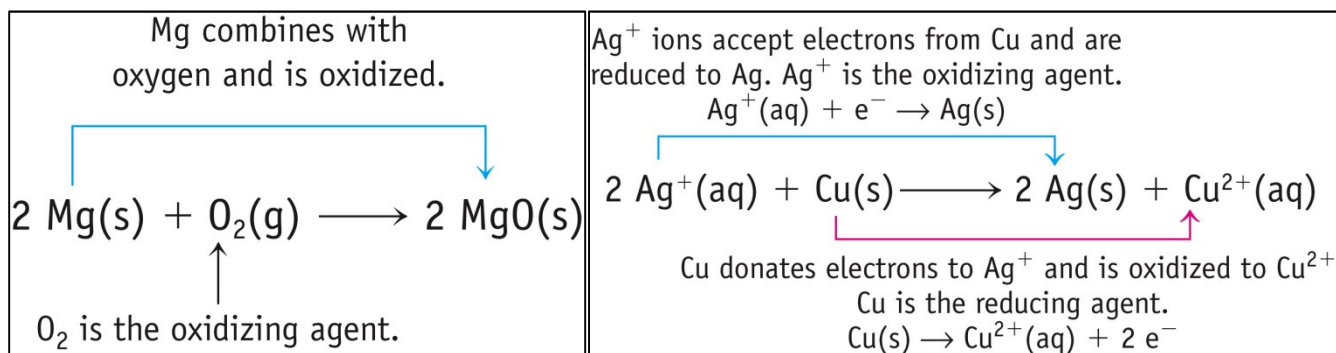 Mg combines with
oxygen and is oxidized.
2 Mg(s) + O₂(g) ⟶ 2 MgO(s)
O₂ is the oxidizing agent.
Ag⁺ ions accept electrons from Cu and are
reduced to Ag. Ag⁺ is the oxidizing agent.
Ag⁺(aq) + e⁻ ⟶ Ag(s)
2 Ag⁺(aq) + Cu(s) ⟶ 2 Ag(s) + Cu²⁺(aq)
Cu donates electrons to Ag⁺ and is oxidized to Cu²⁺
Cu is the reducing agent.
Cu(s) ⟶ Cu²⁺(aq) + 2 e⁻